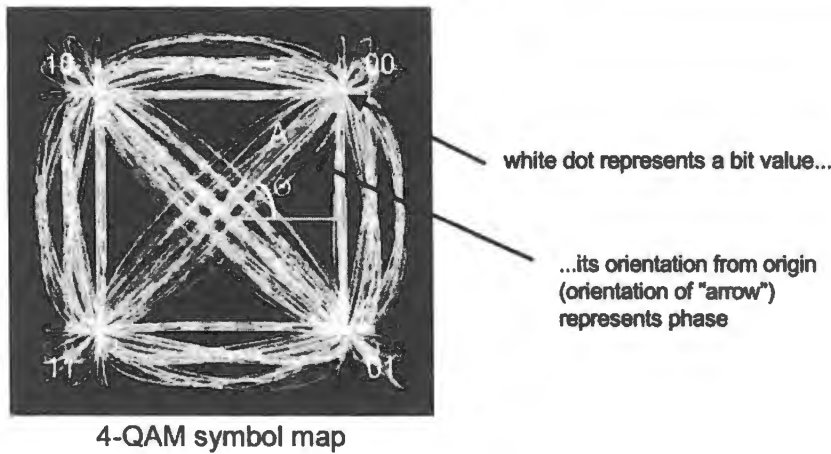 10
00
A
Φ
white dot represents a bit value...
...its orientation from origin
(orientation of "arrow")
represents phase
11
01
4-QAM symbol map